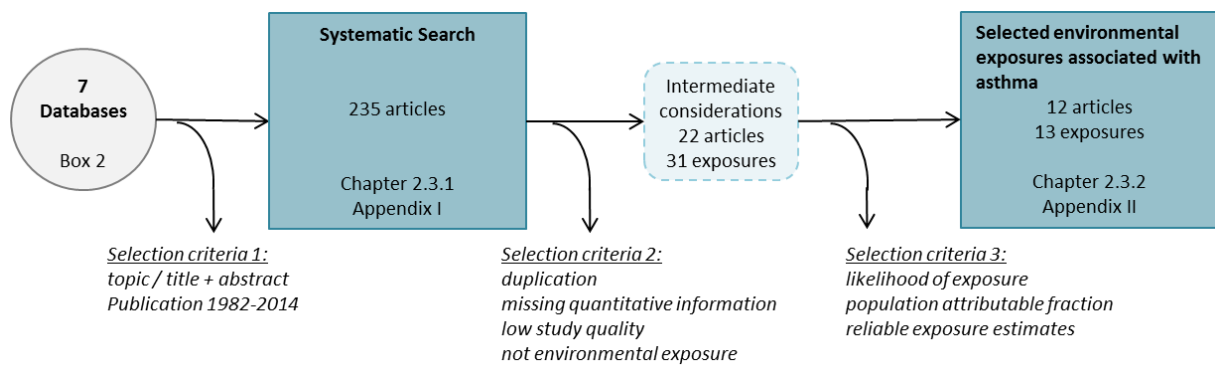 7
Databases
Box 2
Systematic Search
235 articles
Chapter 2.3.1
Appendix I
Intermediate
considerations
22 articles
31 exposures
Selected environmental
exposures associated with
asthma
12 articles
13 exposures
Chapter 2.3.2
Appendix II
Selection criteria 1:
topic / title + abstract
Publication 1982-2014
Selection criteria 2:
duplication
missing quantitative information
low study quality
not environmental exposure
Selection criteria 3:
likelihood of exposure
population attributable fraction
reliable exposure estimates